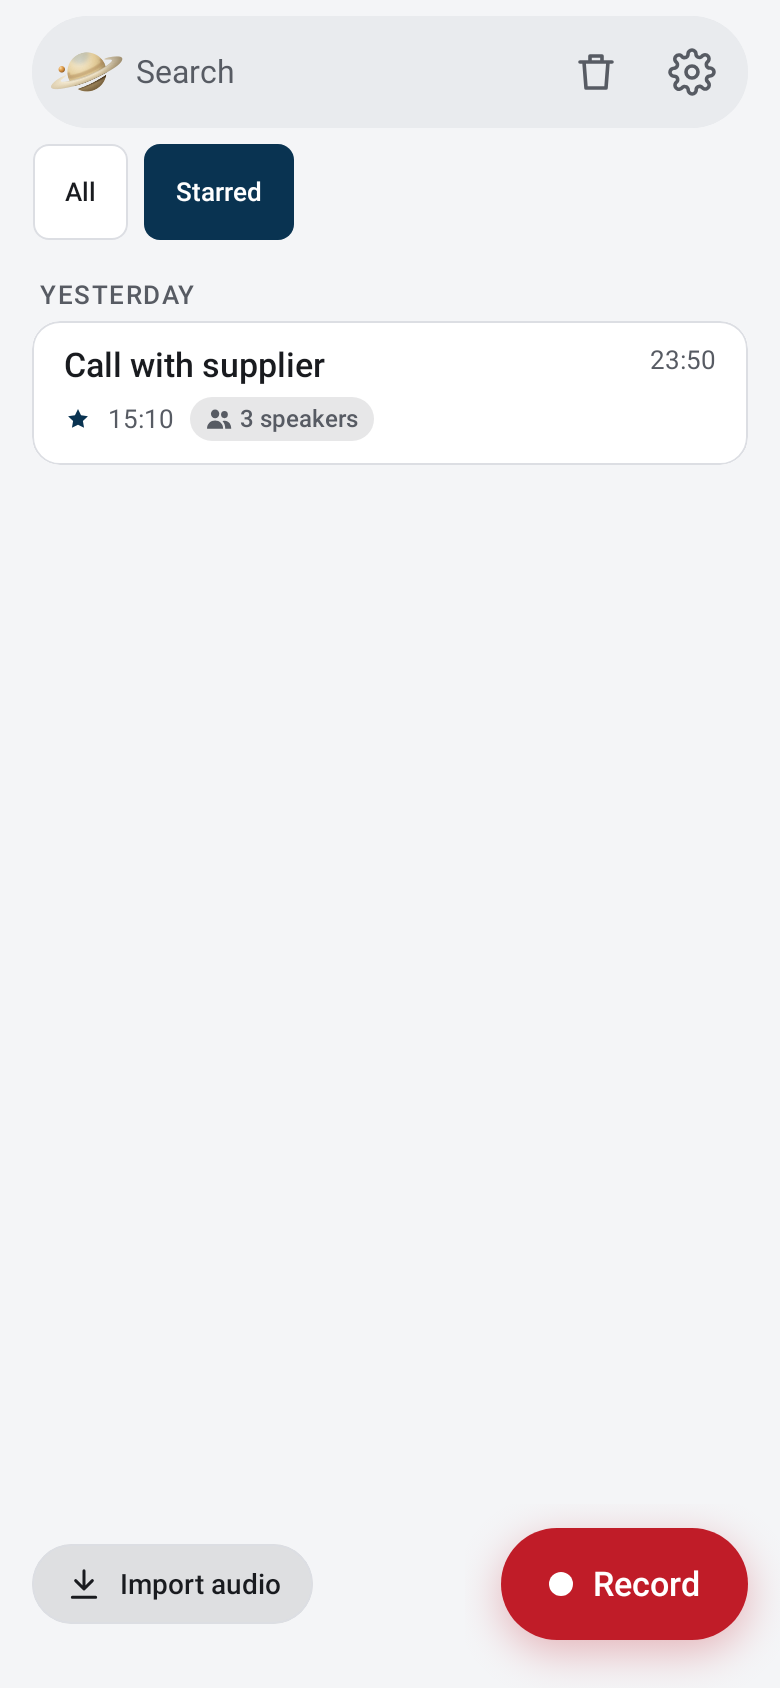 Search
All
Starred
YESTERDAY
Call with supplier
23:50
15:10
3 speakers
Import audio
Record